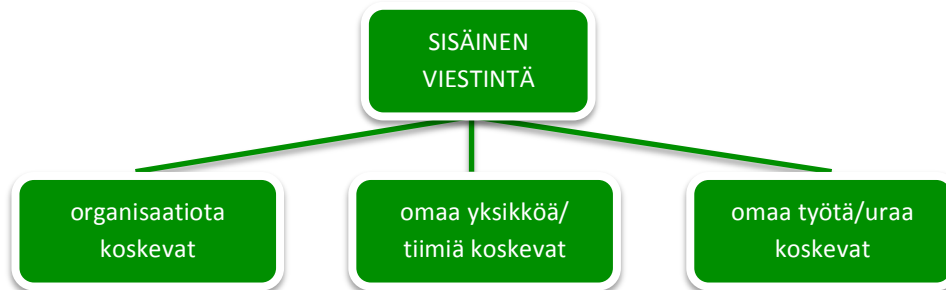 SISÄINEN
VIESTINTÄ
organisaatiota
koskevat
omaa yksikköä/
tiimiä koskevat
omaa työtä/uraa
koskevat